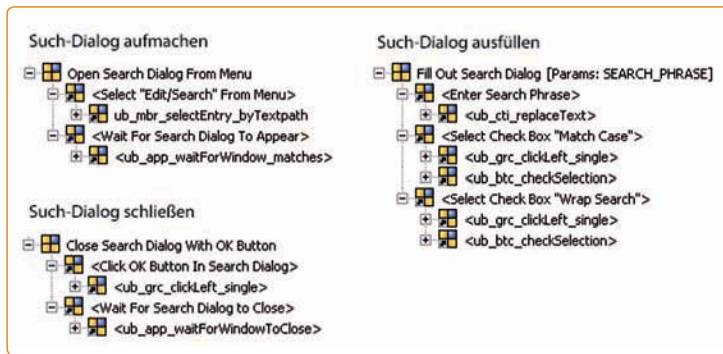 Such-Dialog aufmachen
Open Search Dialog From Menu
<Select "Edit/Search" From Menu>
ub_mbr_selectEntry_byTextpath
<Wait For Search Dialog To Appear>
<ub_app_waitForWindow_matches>
Such-Dialog schließen
Close Search Dialog With OK Button
<Click OK Button In Search Dialog>
<ub_grc_clickLeft_single>
<Wait For Search Dialog to Close>
<ub_app_waitForWindowToClose>
Such-Dialog ausfüllen
Fill Out Search Dialog [Params: SEARCH_PHRASE]
<Enter Search Phrase>
<ub_cti_replaceText>
<Select Check Box "Match Case">
<ub_grc_clickLeft_single>
<ub_btc_checkSelection>
<Select Check Box "Wrap Search">
<ub_grc_clickLeft_single>
<ub_btc_checkSelection>